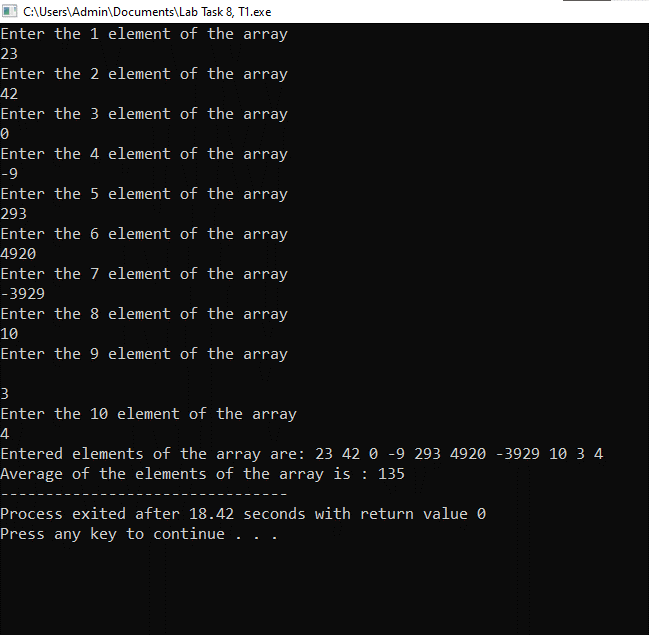 C:\Users\Admin\Documents\Lab Task 8, T1.exe
Enter the 1 element of the array
23
Enter the 2 element of the array
42
Enter the 3 element of the array
0
Enter the 4 element of the array
-9
Enter the 5 element of the array
293
Enter the 6 element of the array
4920
Enter the 7 element of the array
-3929
Enter the 8 element of the array
10
Enter the 9 element of the array
3
Enter the 10 element of the array
4
Entered elements of the array are: 23 42 0 -9 293 4920 -3929 10 3 4
Average of the elements of the array is : 135
--------------------------------
Process exited after 18.42 seconds with return value 0
Press any key to continue . . .